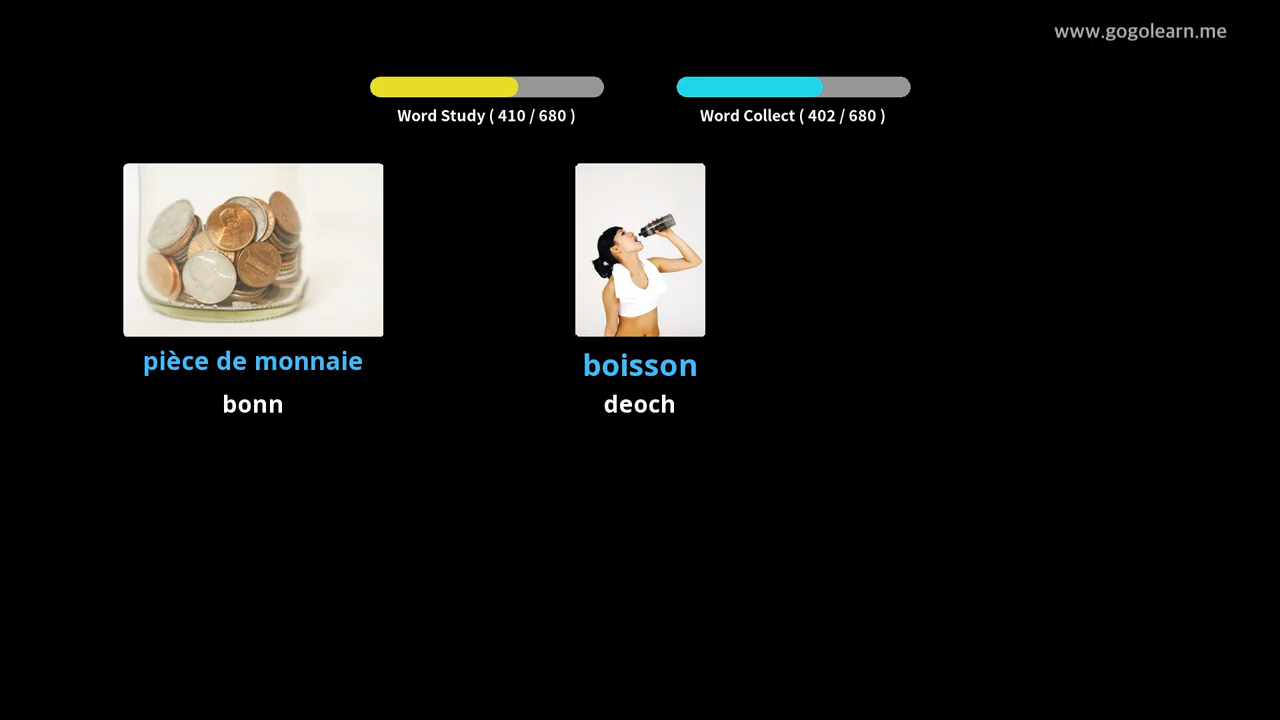 www.gogolearn.me
Word Study ( 410 / 680 )
Word Collect ( 402 / 680 )
pièce de monnaie
bonn
boisson
deoch